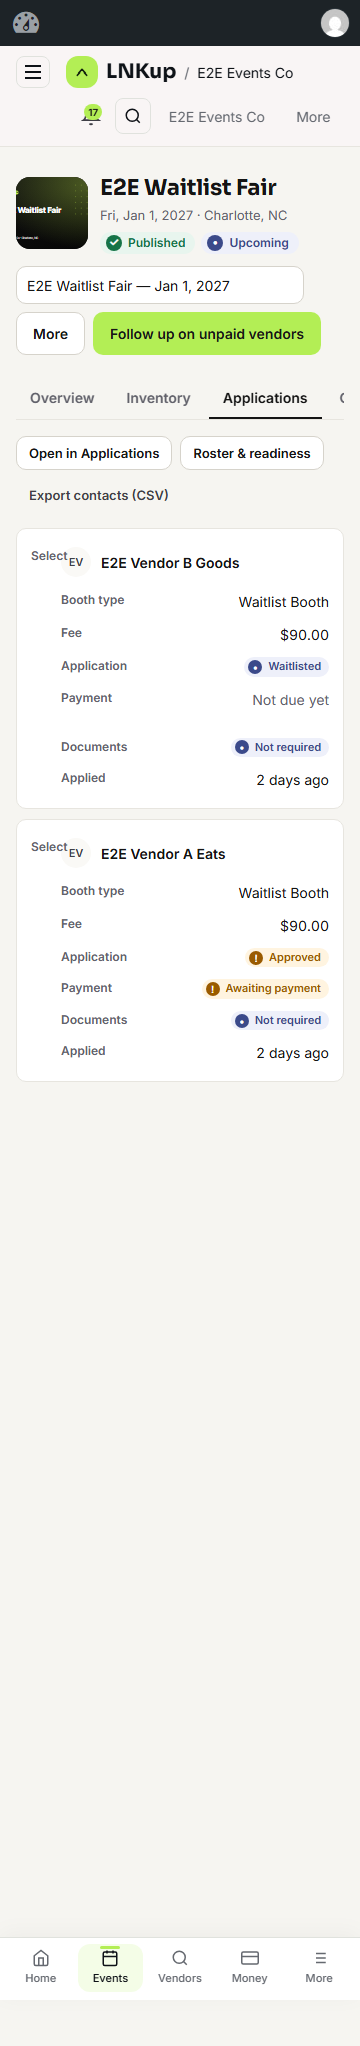 LNKup / E2E Events Co
17
E2E Events Co
More
Waitlist Fair
E2E Waitlist Fair
Fri, Jan 1, 2027 · Charlotte, NC
Published
Upcoming
E2E Waitlist Fair — Jan 1, 2027
More
Follow up on unpaid vendors
Overview
Inventory
Applications
Open in Applications
Roster & readiness
Export contacts (CSV)
Select
EV
E2E Vendor B Goods
Booth type
Waitlist Booth
Fee
$90.00
Application
Waitlisted
Payment
Not due yet
Documents
Not required
Applied
2 days ago
Select
EV
E2E Vendor A Eats
Booth type
Waitlist Booth
Fee
$90.00
Application
Approved
Payment
Awaiting payment
Documents
Not required
Applied
2 days ago
Home
Events
Vendors
Money
More